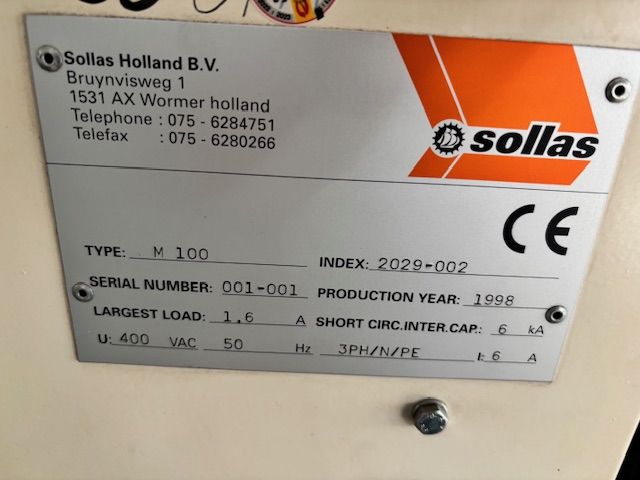 Sollas Holland B.V.
Bruynvisweg 1
1531 AX Wormer holland
Telephone : 075 - 6284751
Telefax : 075 - 6280266
sollas
CE
TYPE: M 100 INDEX: 2029-002
SERIAL NUMBER: 001-001 PRODUCTION YEAR: 1998
LARGEST LOAD: 1,6 A SHORT CIRC.INTER.CAP.: 6 kA
U: 400 VAC 50 Hz 3PH/N/PE I: 6 A